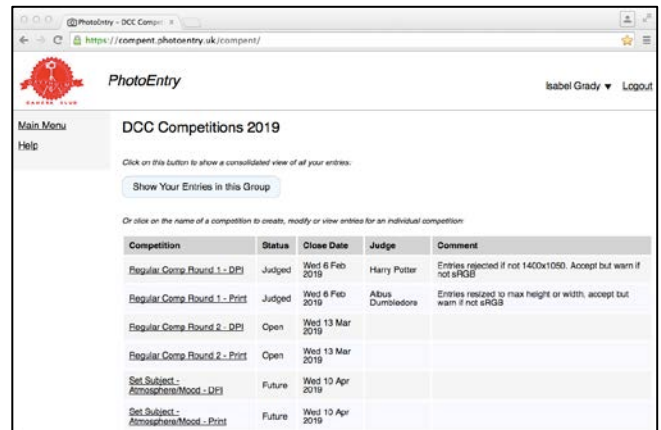 PhotoEntry – DCC Compet
https://compent.photoentry.uk/compent/
CAMERA CLUB
PhotoEntry
Isabel Grady ▼ Logout
Main Menu
Help
DCC Competitions 2019
Click on this button to show a consolidated view of all your entries:
Show Your Entries in this Group
Or click on the name of a competition to create, modify or view entries for an individual competition:
Competition Status Close Date Judge Comment
Regular Comp Round 1 - DPI Judged Wed 6 Feb 2019 Harry Potter Entries rejected if not 1400x1050. Accept but warn if not sRGB
Regular Comp Round 1 - Print Judged Wed 6 Feb 2019 Albus Dumbledore Entries resized to max height or width, accept but warn if not sRGB
Regular Comp Round 2 - DPI Open Wed 13 Mar 2019
Regular Comp Round 2 - Print Open Wed 13 Mar 2019
Set Subject - Atmosphere/Mood - DPI Future Wed 10 Apr 2019
Set Subject - Atmosphere/Mood - Print Future Wed 10 Apr 2019